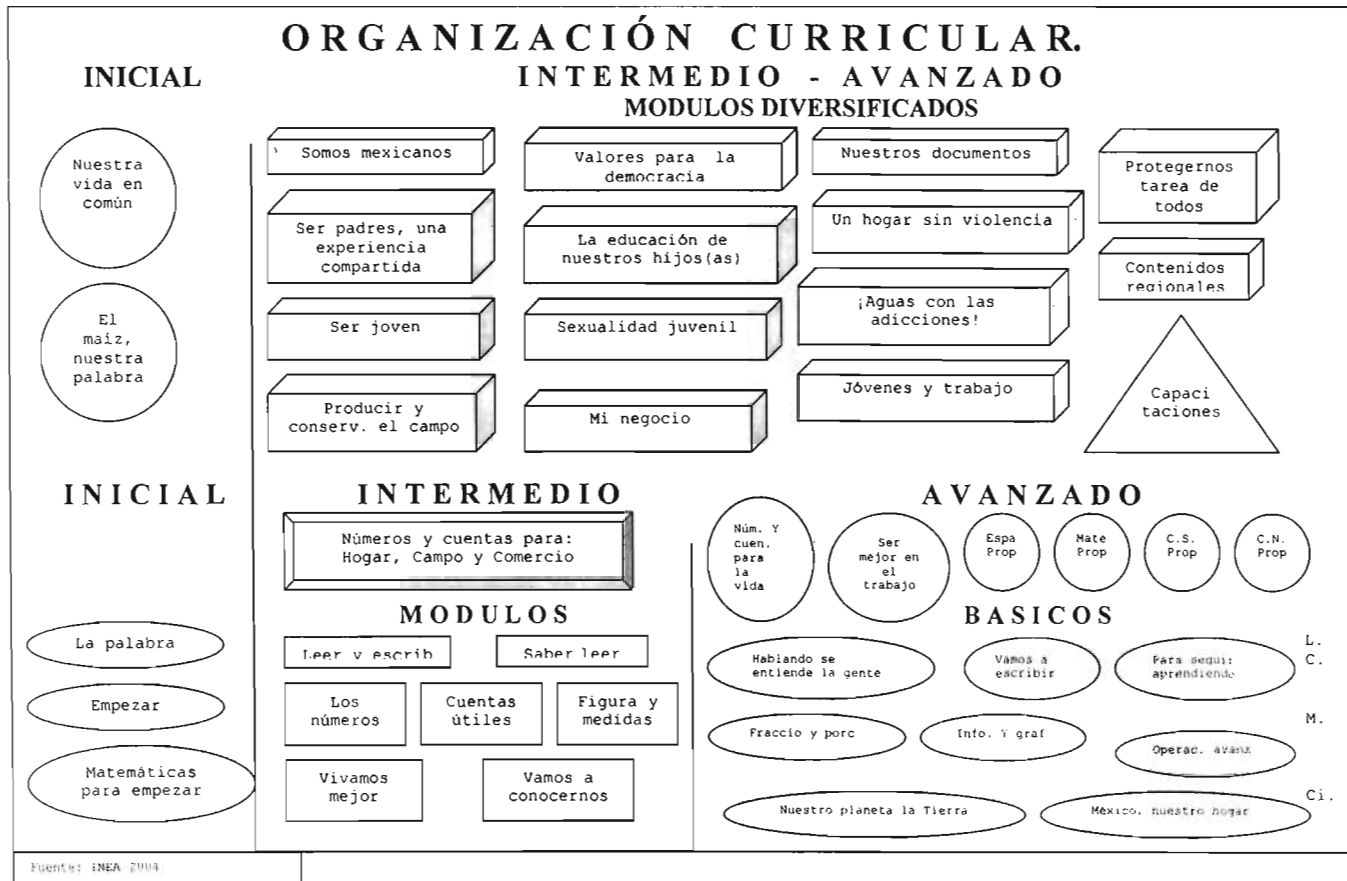 ORGANIZACIÓN CURRICULAR.
INICIAL
INTERMEDIO - AVANZADO
MODULOS DIVERSIFICADOS
Nuestra
vida en
común
El
maíz,
nuestra
palabra
Somos mexicanos
Valores para la
democracia
Nuestros documentos
Protegernos
tarea de
todos
Ser padres, una
experiencia
compartida
La educación de
nuestros hijos(as)
Un hogar sin violencia
Contenidos
regionales
Ser joven
Sexualidad juvenil
¡Aguas con las
adicciones!
Producir y
conserv. el campo
Mi negocio
Jóvenes y trabajo
Capaci
taciones
INICIAL
INTERMEDIO
AVANZADO
Números y cuentas para:
Hogar, Campo y Comercio
Núm. Y
cuen.
para
la
vida
Ser
mejor en
el
trabajo
Espa
Prop
Mate
Prop
C.S.
Prop
C.N.
Prop
MODULOS
BASICOS
La palabra
Empezar
Matemáticas
para empezar
Leer y escrib
Saber leer
Los
números
Cuentas
útiles
Figura y
medidas
Vivamos
mejor
Vamos a
conocernos
Hablando se
entiende la gente
Vamos a
escribir
Para
L.
C.
Fraccio y porc
Info. Y graf
Operac. avanz
M.
Nuestro planeta la Tierra
México, nuestro hogar
Ci.
Fuente: INEA 2004